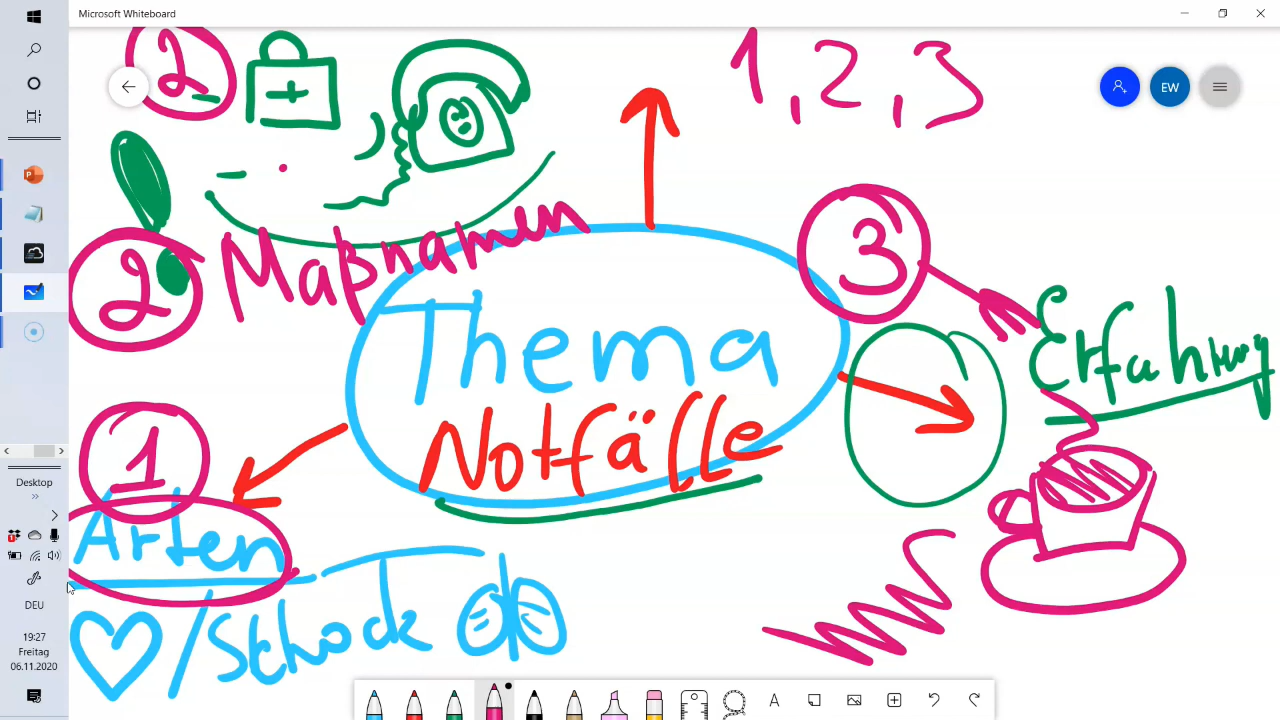 Microsoft Whiteboard
2
1, 2, 3
EW
2 Maßnamen
3
Erfahrung
Thema
Notfälle
1
Arten
/Schock
Desktop
DEU
19:27
Freitag
06.11.2020